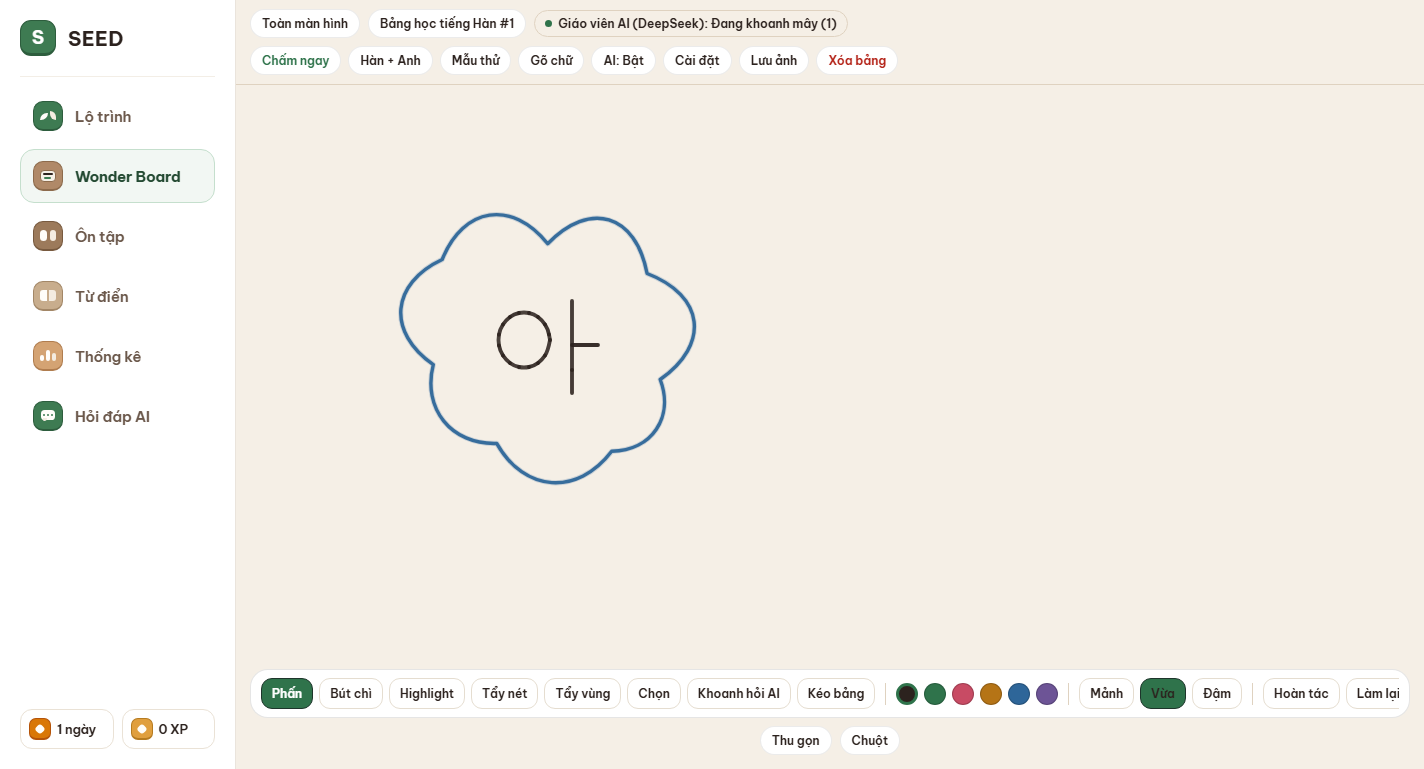 S SEED
Lộ trình
Wonder Board
Ôn tập
Từ điển
Thống kê
Hỏi đáp AI
1 ngày
0 XP
Toàn màn hình
Bảng học tiếng Hàn #1
Giáo viên AI (DeepSeek): Đang khoanh mây (1)
Chấm ngay
Hàn + Anh
Mẫu thử
Gõ chữ
AI: Bật
Cài đặt
Lưu ảnh
Xóa bảng
아
Phấn
Bút chì
Highlight
Tẩy nét
Tẩy vùng
Chọn
Khoanh hỏi AI
Kéo bảng
Mảnh
Vừa
Đậm
Hoàn tác
Làm lại
Thu gọn
Chuột